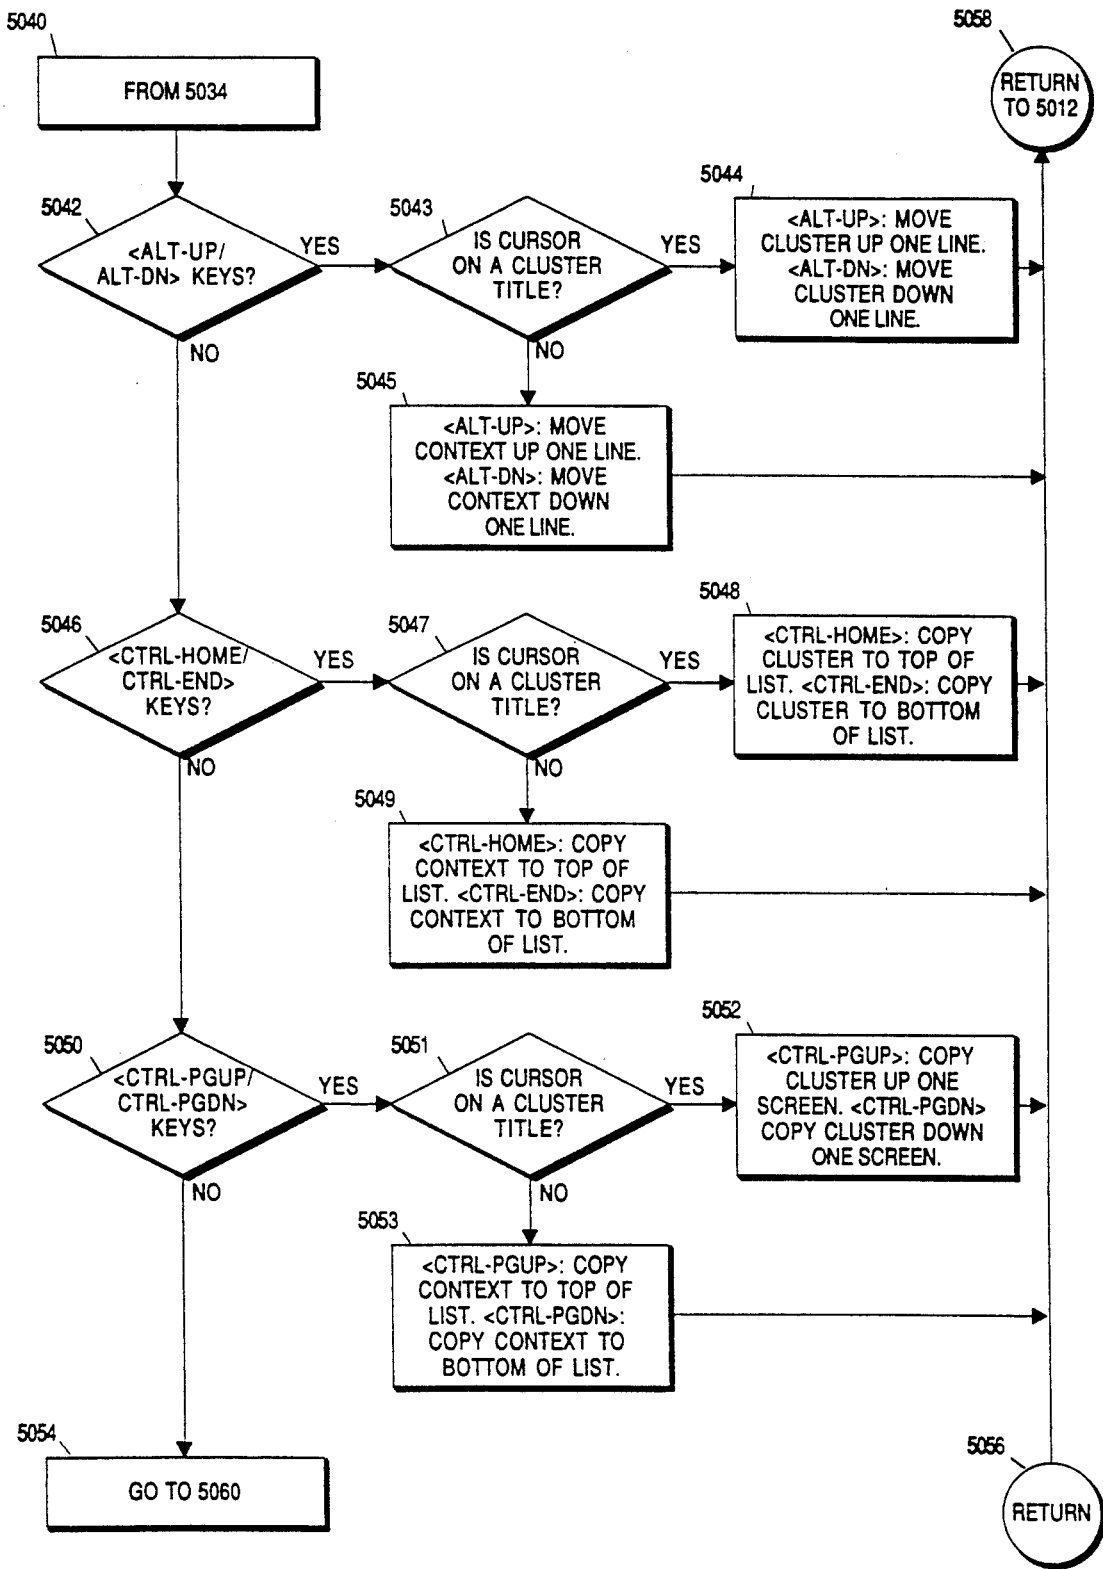 5040
FROM 5034
5058
RETURN
TO 5012
5042
<ALT-UP/
ALT-DN> KEYS?
YES
NO
5043
IS CURSOR
ON A CLUSTER
TITLE?
YES
NO
5044
<ALT-UP>: MOVE
CLUSTER UP ONE LINE.
<ALT-DN>: MOVE
CLUSTER DOWN
ONE LINE.
5045
<ALT-UP>: MOVE
CONTEXT UP ONE LINE.
<ALT-DN>: MOVE
CONTEXT DOWN
ONE LINE.
5046
<CTRL-HOME/
CTRL-END>
KEYS?
YES
NO
5047
IS CURSOR
ON A CLUSTER
TITLE?
YES
NO
5048
<CTRL-HOME>: COPY
CLUSTER TO TOP OF
LIST. <CTRL-END>: COPY
CLUSTER TO BOTTOM
OF LIST.
5049
<CTRL-HOME>: COPY
CONTEXT TO TOP OF
LIST. <CTRL-END>: COPY
CONTEXT TO BOTTOM
OF LIST.
5050
<CTRL-PGUP/
CTRL-PGDN>
KEYS?
YES
NO
5051
IS CURSOR
ON A CLUSTER
TITLE?
YES
NO
5052
<CTRL-PGUP>: COPY
CLUSTER UP ONE
SCREEN. <CTRL-PGDN>
COPY CLUSTER DOWN
ONE SCREEN.
5053
<CTRL-PGUP>: COPY
CONTEXT TO TOP OF
LIST. <CTRL-PGDN>:
COPY CONTEXT TO
BOTTOM OF LIST.
5054
GO TO 5060
5056
RETURN